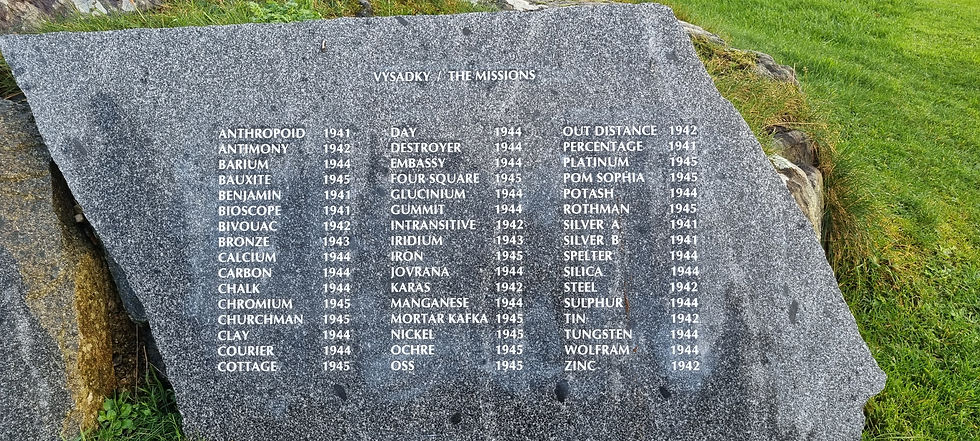 VÝSADKY / THE MISSIONS
ANTHROPOID 1941
ANTIMONY 1942
BARIUM 1944
BAUXITE 1945
BENJAMIN 1941
BIOSCOPE 1941
BIVOUAC 1942
BRONZE 1943
CALCIUM 1944
CARBON 1944
CHALK 1944
CHROMIUM 1945
CHURCHMAN 1945
CLAY 1944
COURIER 1944
COTTAGE 1945
DAY 1944
DESTROYER 1944
EMBASSY 1944
FOUR SQUARE 1945
GLUCINIUM 1944
GUMMIT 1944
INTRANSITIVE 1942
IRIDIUM 1943
IRON 1945
JOVRANA 1944
KARAS 1942
MANGANESE 1944
MORTAR KAFKA 1945
NICKEL 1945
OCHRE 1945
OSS 1945
OUT DISTANCE 1942
PERCENTAGE 1941
PLATINUM 1945
POM SOPHIA 1945
POTASH 1944
ROTHMAN 1945
SILVER A 1941
SILVER B 1941
SPELTER 1944
SILICA 1944
STEEL 1942
SULPHUR 1944
TIN 1942
TUNGSTEN 1944
WOLFRAM 1944
ZINC 1942